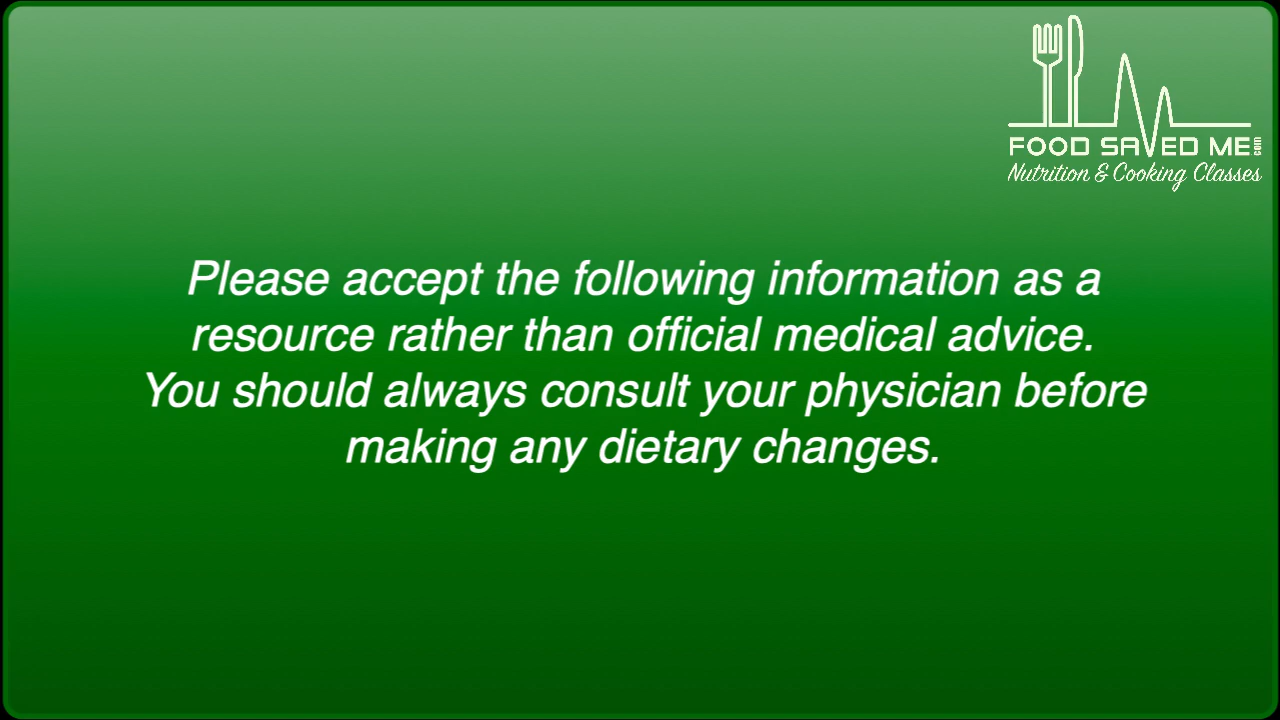 FOOD SAVED ME.com
Nutrition & Cooking Classes
Please accept the following information as a
resource rather than official medical advice.
You should always consult your physician before
making any dietary changes.